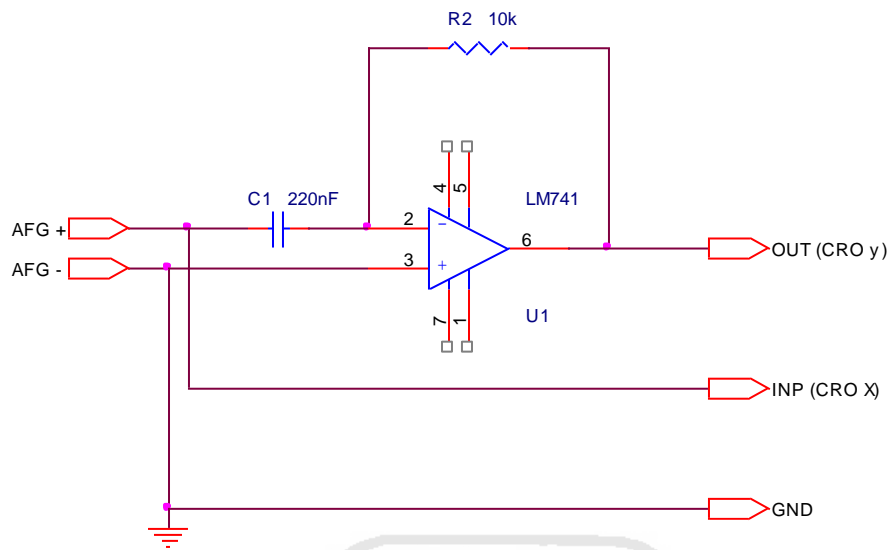 R2 10k
4
5
LM741
C1 220nF
2
AFG +
6
OUT (CRO y)
AFG -
3
7
1
U1
INP (CRO X)
GND